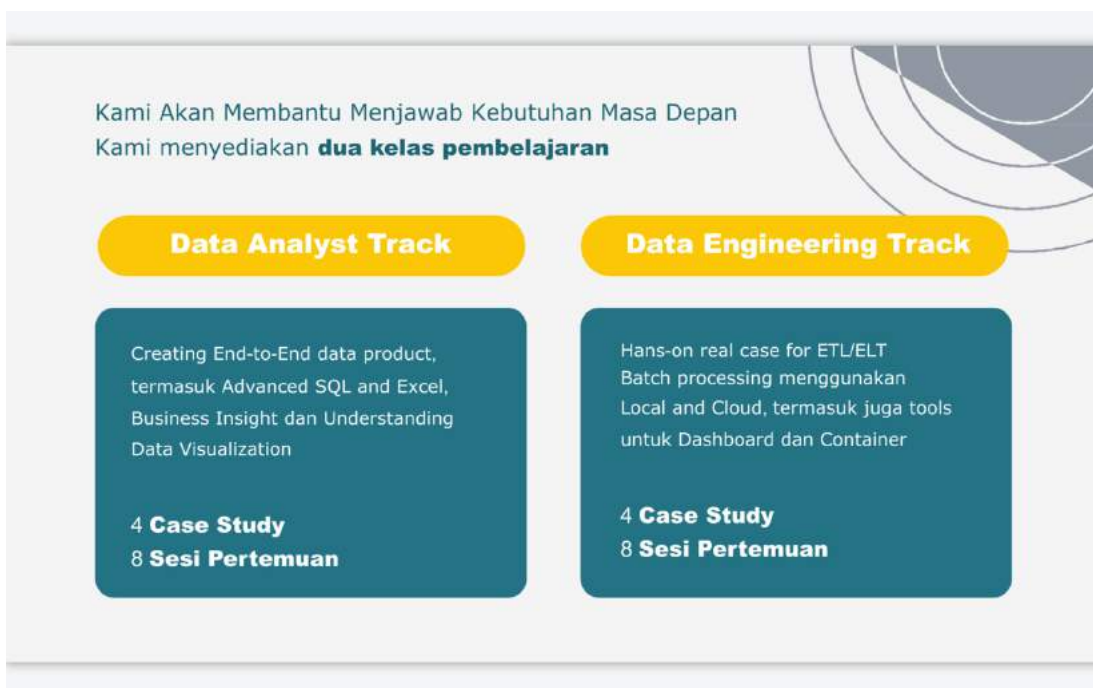 Kami Akan Membantu Menjawab Kebutuhan Masa Depan
Kami menyediakan dua kelas pembelajaran
Data Analyst Track
Creating End-to-End data product,
termasuk Advanced SQL and Excel,
Business Insight dan Understanding
Data Visualization
4 Case Study
8 Sesi Pertemuan
Data Engineering Track
Hans-on real case for ETL/ELT
Batch processing menggunakan
Local and Cloud, termasuk juga tools
untuk Dashboard dan Container
4 Case Study
8 Sesi Pertemuan